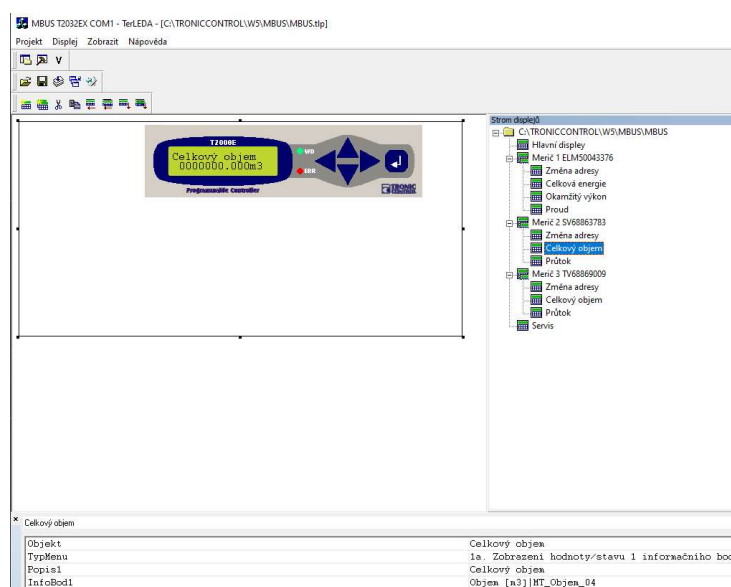 MBUS T2032EX COM1 - TerLEDA - [C:\TRONICCONTROL\W5\MBUS\MBUS.tlp]
Projekt Displej Zobrazit Nápověda
T2000E
Celkový objem
0000000.000m3
WD
ERR
Programmable Controller
TRONIC
CONTROL
Strom displejů
C:\TRONICCONTROL\W5\MBUS\MBUS
Hlavní displey
Merič 1 ELM50043376
Změna adresy
Celková energie
Okamžitý výkon
Proud
Merič 2 SV68863783
Změna adresy
Celkový objem
Průtok
Merič 3 TV68869009
Změna adresy
Celkový objem
Průtok
Servis
Celkový objem
Objekt Celkový objem
TypMenu 1a. Zobrazení hodnoty/stavu 1 informačního bod
Popis1 Celkový objem
InfoBod1 Objem [m3]|MT_Objem_04